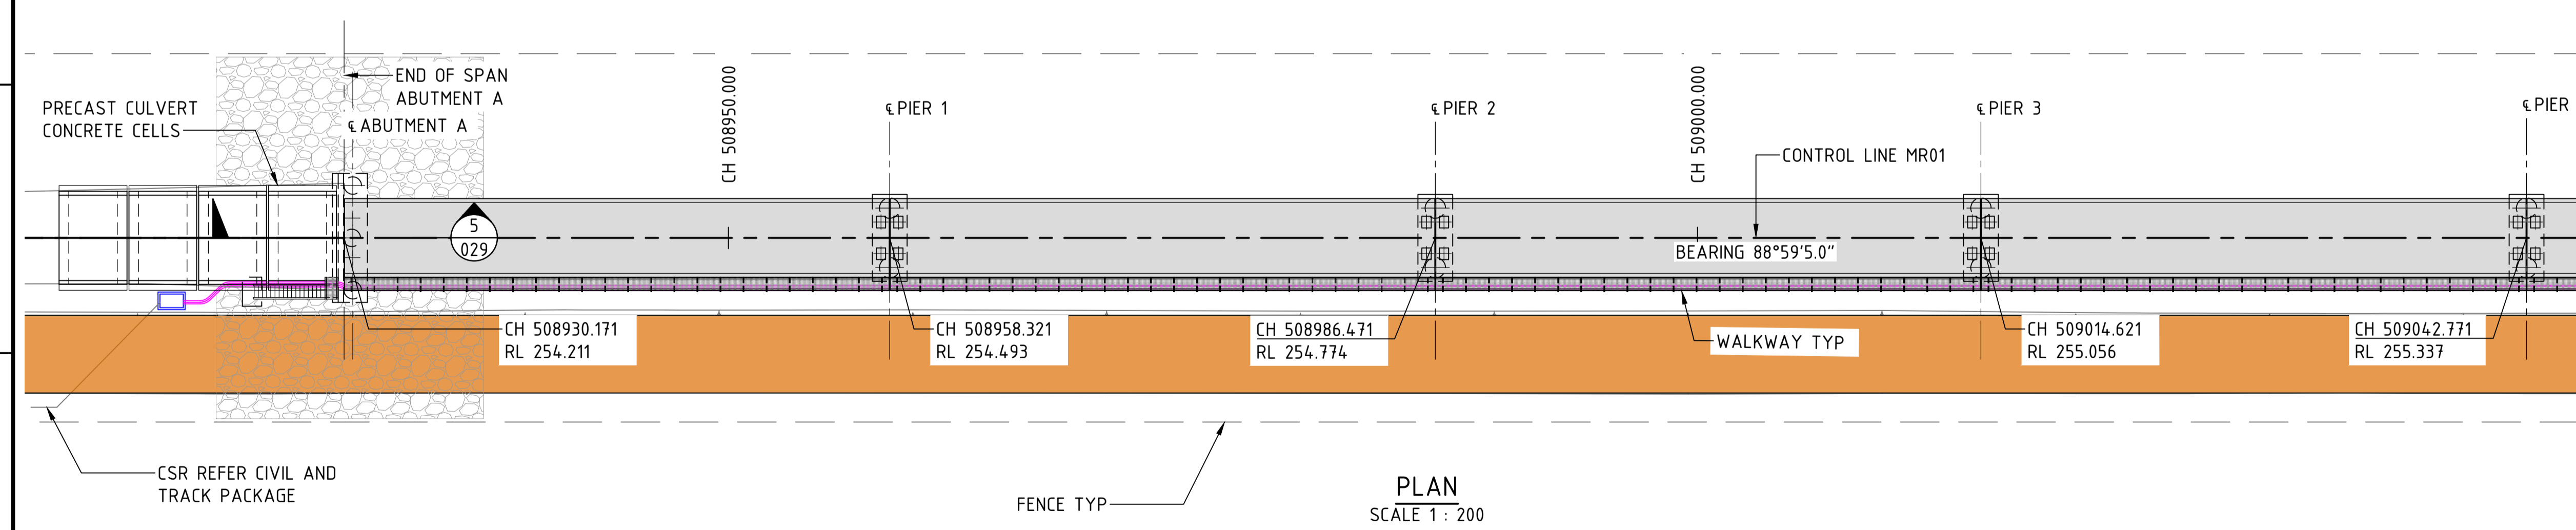 END OF SPAN
ABUTMENT A
℄ ABUTMENT A
PRECAST CULVERT
CONCRETE CELLS
CH 508950.000
℄ PIER 1
℄ PIER 2
CH 509000.000
℄ PIER 3
℄ PIER
CONTROL LINE MR01
5
029
BEARING 88°59'5.0"
CH 508930.171
RL 254.211
CH 508958.321
RL 254.493
CH 508986.471
RL 254.774
WALKWAY TYP
CH 509014.621
RL 255.056
CH 509042.771
RL 255.337
CSR REFER CIVIL AND
TRACK PACKAGE
FENCE TYP
PLAN
SCALE 1 : 200